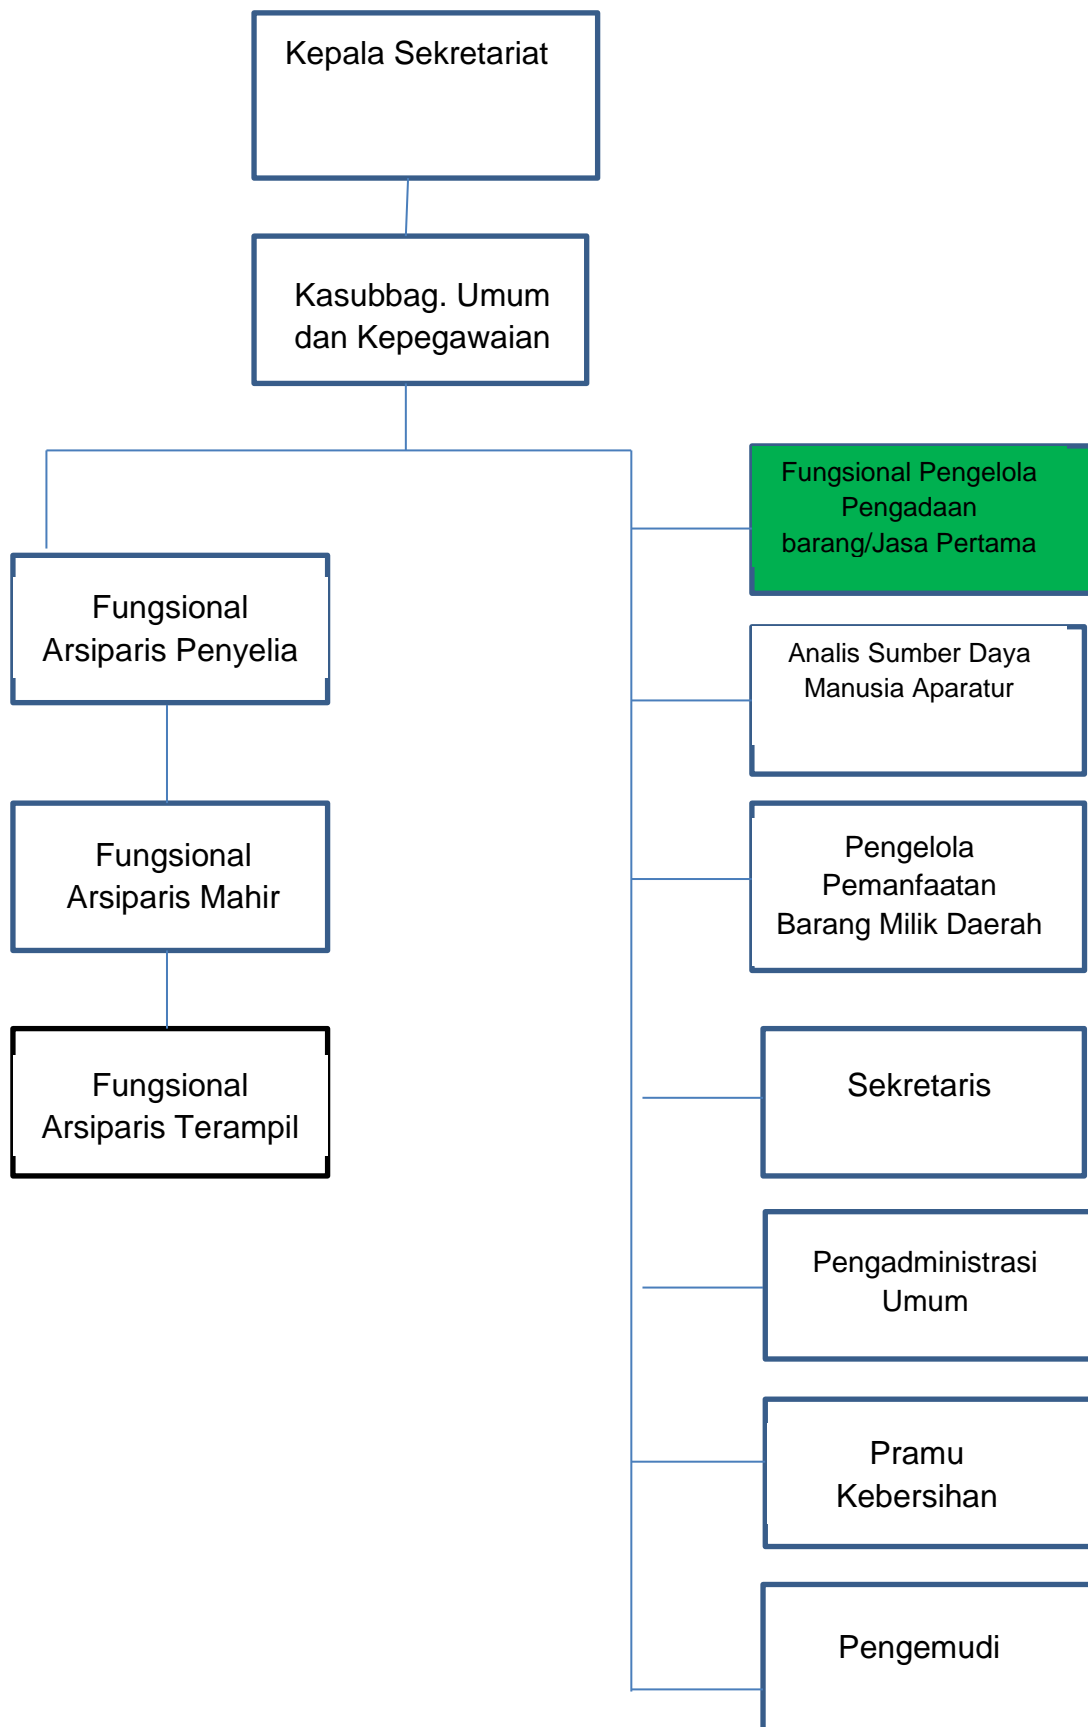 Kepala Sekretariat
Kasubbag. Umum
dan Kepegawaian
Fungsional
Arsiparis Penyelia
Fungsional
Arsiparis Mahir
Fungsional
Arsiparis Terampil
Fungsional Pengelola
Pengadaan
barang/Jasa Pertama
Analis Sumber Daya
Manusia Aparatur
Pengelola
Pemanfaatan
Barang Milik Daerah
Sekretaris
Pengadministrasi
Umum
Pramu
Kebersihan
Pengemudi